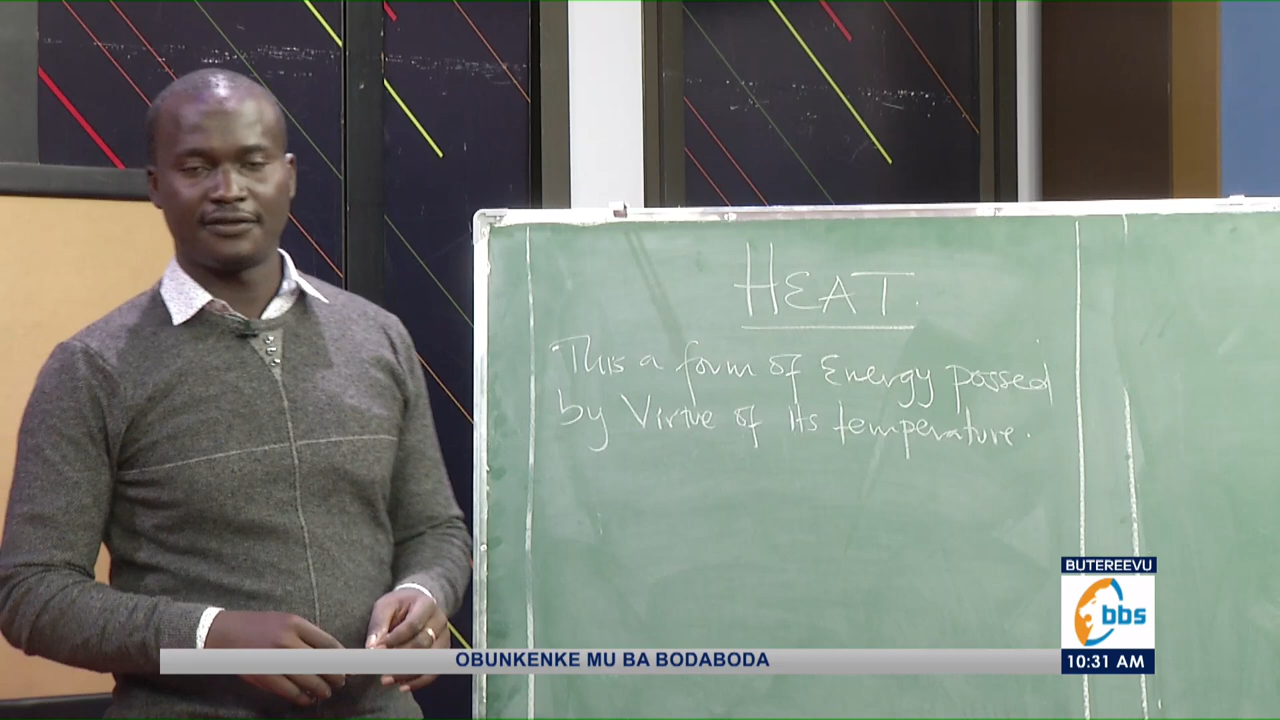 HEAT
This a form of Energy possed
by Virtue of its temperature.
BUTEREEVU
bbs
OBUNKENKE MU BA BODABODA
10:31 AM